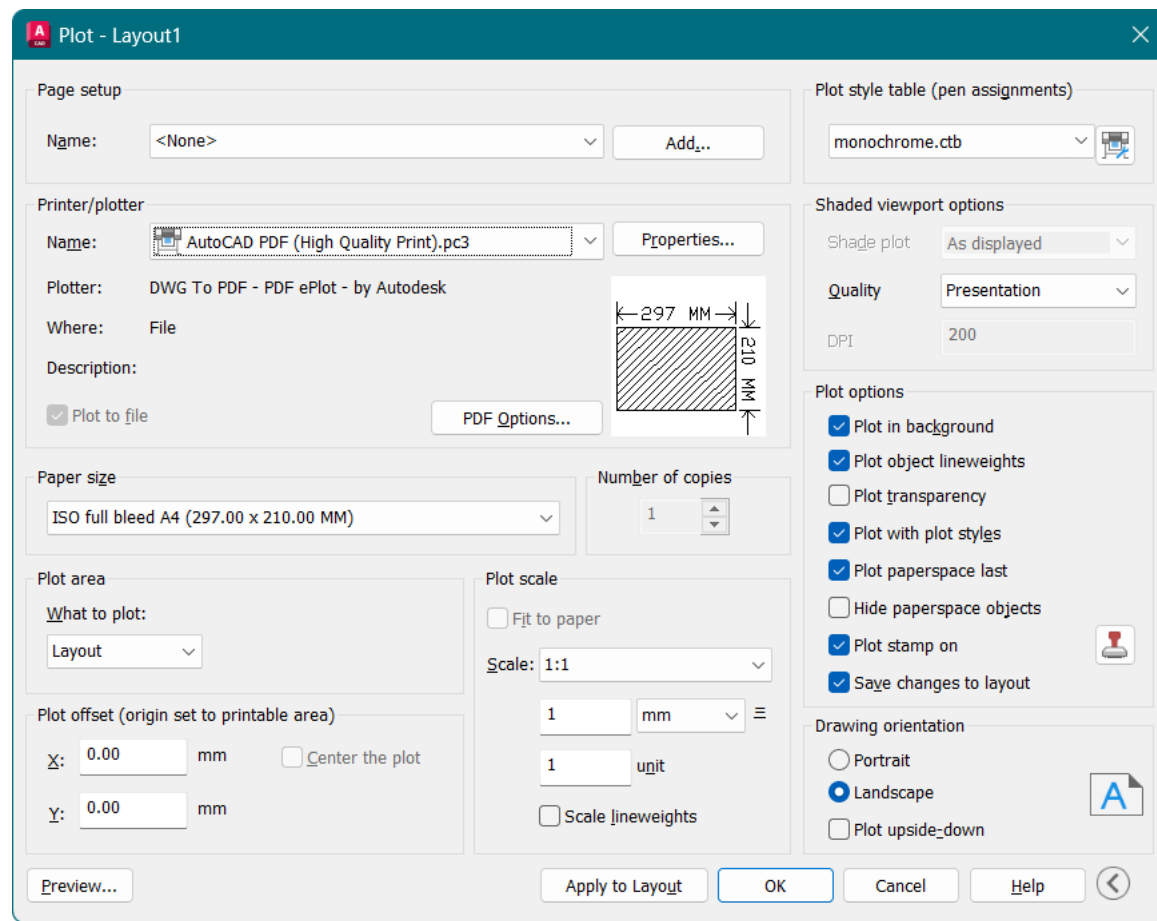 A
CAD
Plot - Layout1
Page setup
Name:
<None>
Add...
Printer/plotter
Name:
AutoCAD PDF (High Quality Print).pc3
Properties...
Plotter:
DWG To PDF - PDF ePlot - by Autodesk
Where:
File
Description:
Plot to file
PDF Options...
297 MM
210 MM
Paper size
ISO full bleed A4 (297.00 x 210.00 MM)
Number of copies
1
Plot area
What to plot:
Layout
Plot offset (origin set to printable area)
X:
0.00
mm
Center the plot
Y:
0.00
mm
Plot scale
Fit to paper
Scale:
1:1
1
mm
1
unit
Scale lineweights
Plot style table (pen assignments)
monochrome.ctb
Shaded viewport options
Shade plot
As displayed
Quality
Presentation
DPI
200
Plot options
Plot in background
Plot object lineweights
Plot transparency
Plot with plot styles
Plot paperspace last
Hide paperspace objects
Plot stamp on
Save changes to layout
Drawing orientation
Portrait
Landscape
Plot upside-down
A
Preview...
Apply to Layout
OK
Cancel
Help